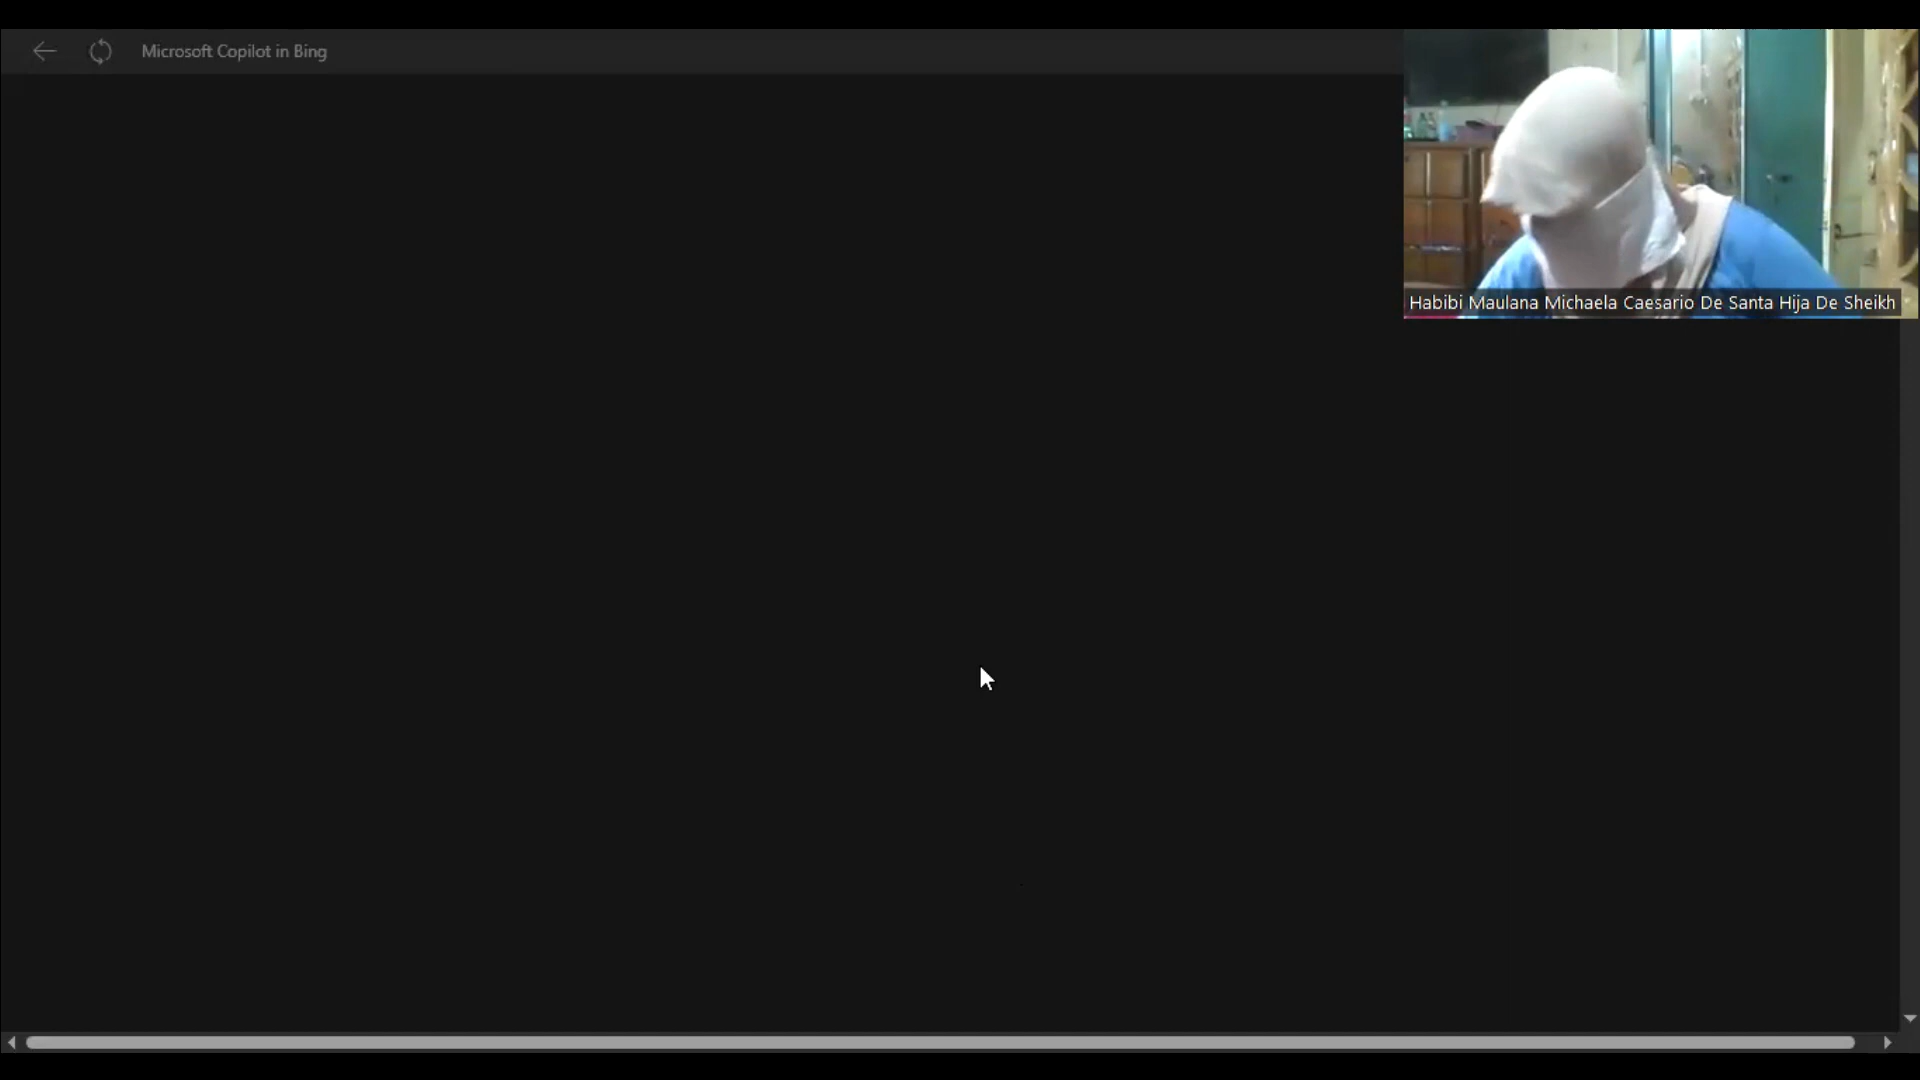 Microsoft Copilot in Bing
Habibi Maulana Michaela Caesario De Santa Hija De Sheikh